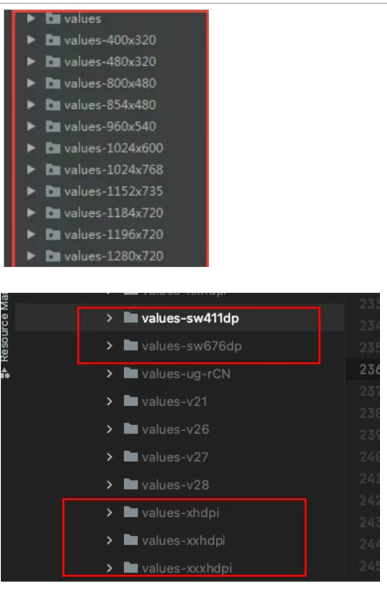 values
values-400x320
values-480x320
values-800x480
values-854x480
values-960x540
values-1024x600
values-1024x768
values-1152x735
values-1184x720
values-1196x720
values-1280x720
Resource Ma
values-sw411dp
values-sw676dp
values-ug-rCN
values-v21
values-v26
values-v27
values-v28
values-xhdpi
values-xxhdpi
values-xxxhdpi
233
234
235
236
237
238
239
240
241
242
243
244
245